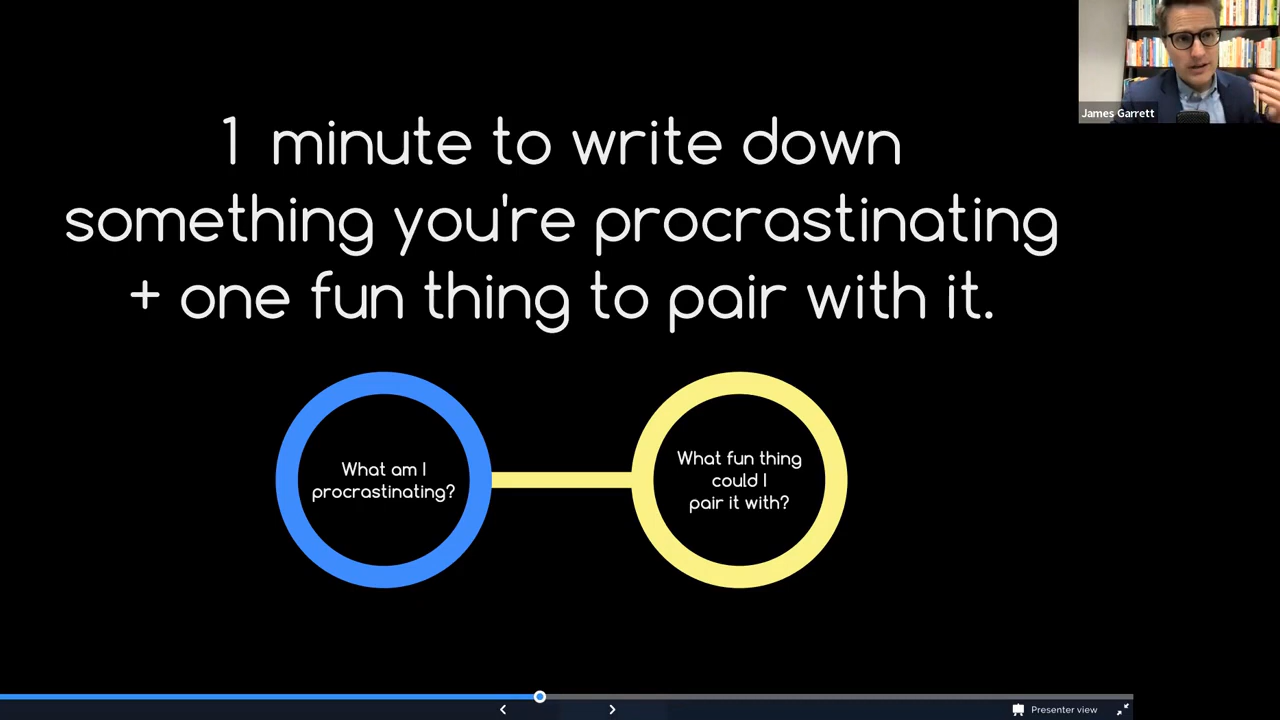 James Garrett
1 minute to write down
something you're procrastinating
+ one fun thing to pair with it.
What am I
procrastinating?
What fun thing
could I
pair it with?
Presenter view